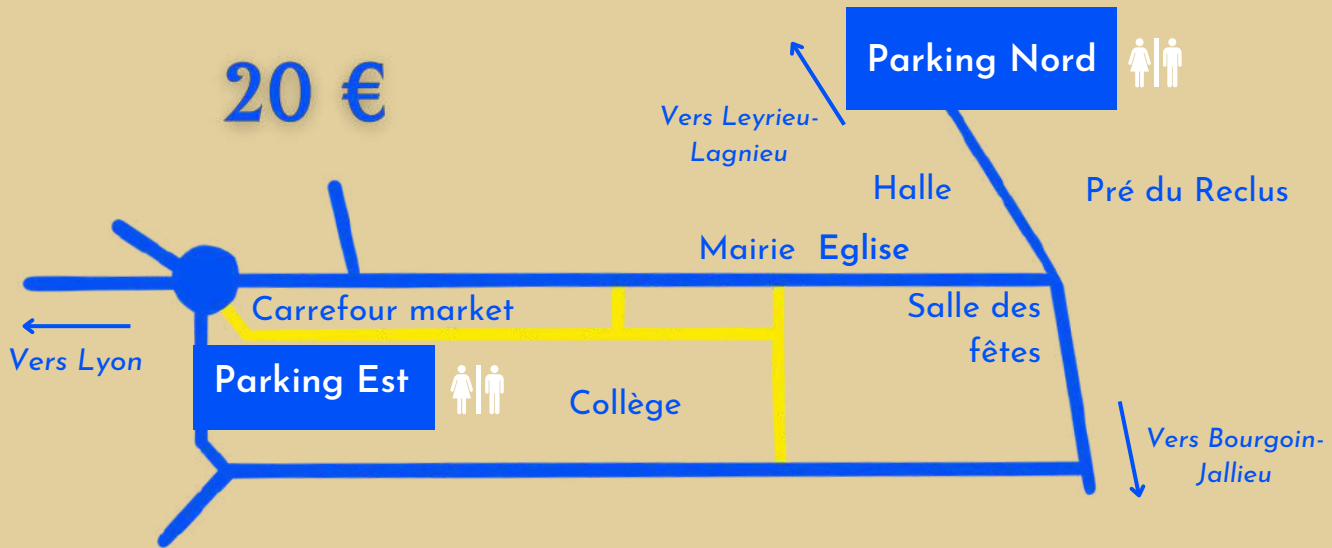 20 €
Parking Nord
Vers Leyrieu-
Lagnieu
Halle
Pré du Reclus
Mairie Eglise
Carrefour market
Salle des
fêtes
Vers Lyon
Parking Est
Collège
Vers Bourgoin-
Jallieu